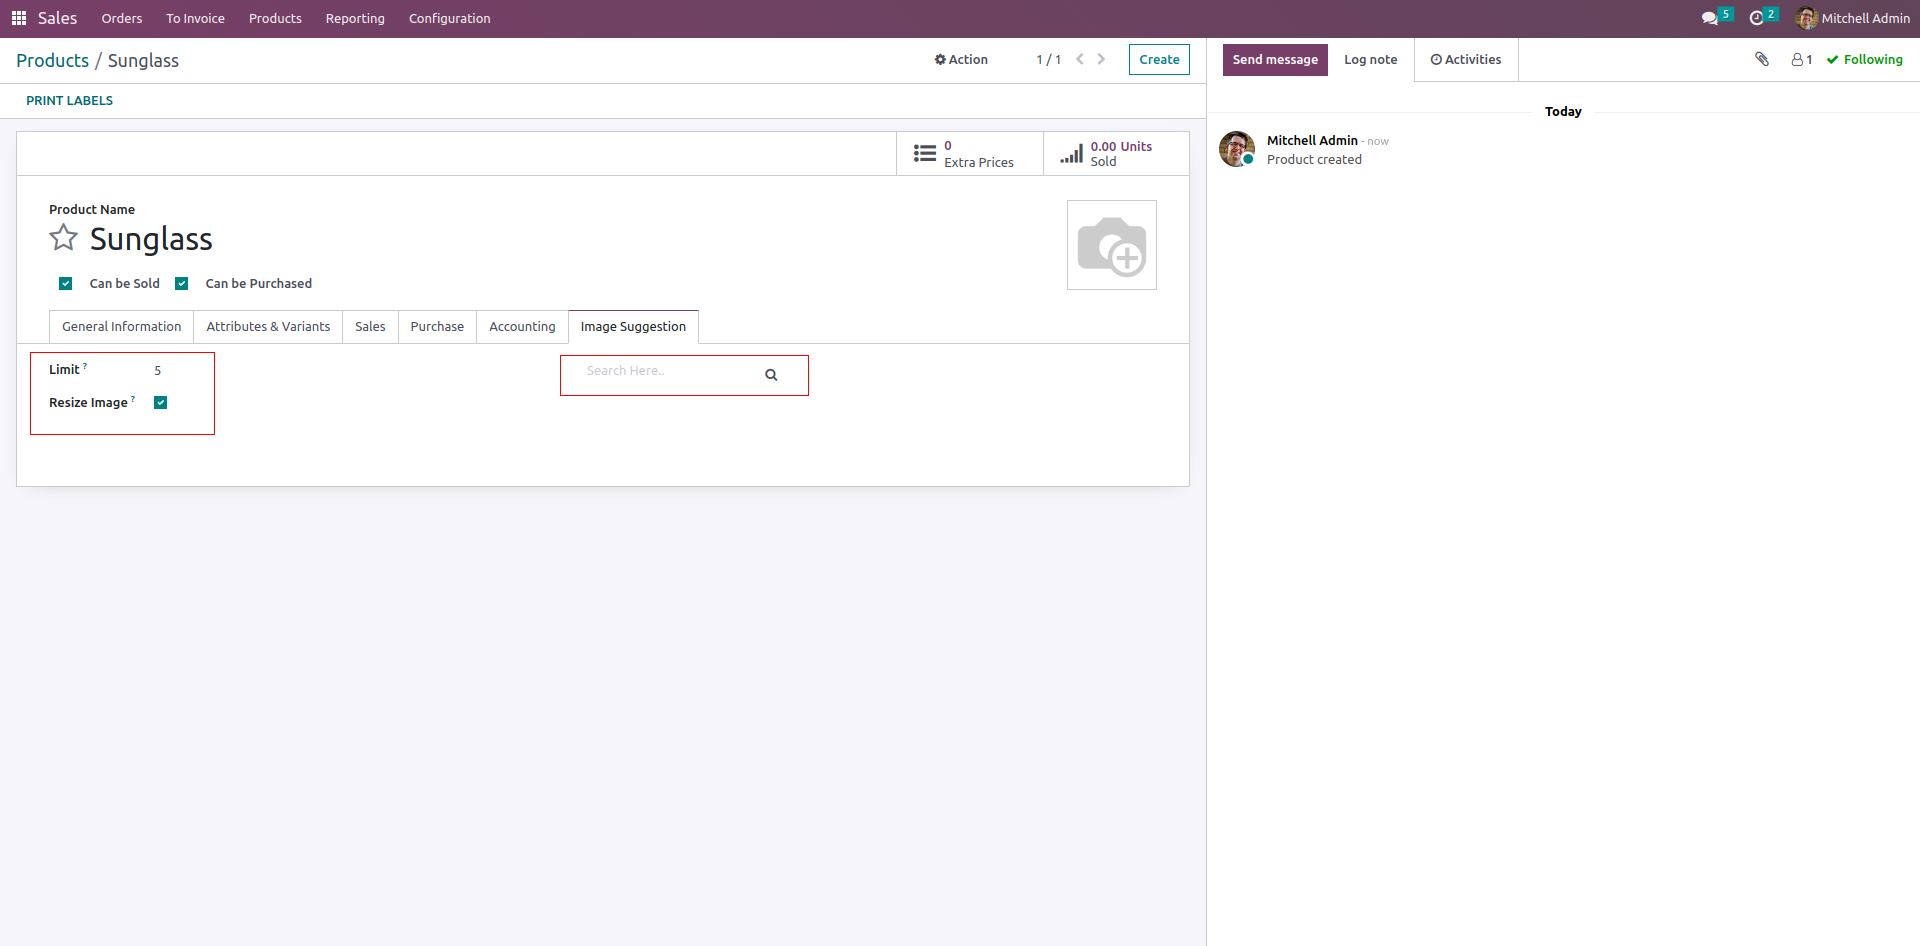 Sales Orders To Invoice Products Reporting Configuration 5 2 Mitchell Admin
Products / Sunglass Action 1 / 1 Create
PRINT LABELS
0
Extra Prices
0.00 Units
Sold
Product Name
Sunglass
Can be Sold Can be Purchased
General Information Attributes & Variants Sales Purchase Accounting Image Suggestion
Limit ? 5
Search Here..
Resize Image ?
Send message Log note Activities 1 Following
Today
Mitchell Admin - now
Product created